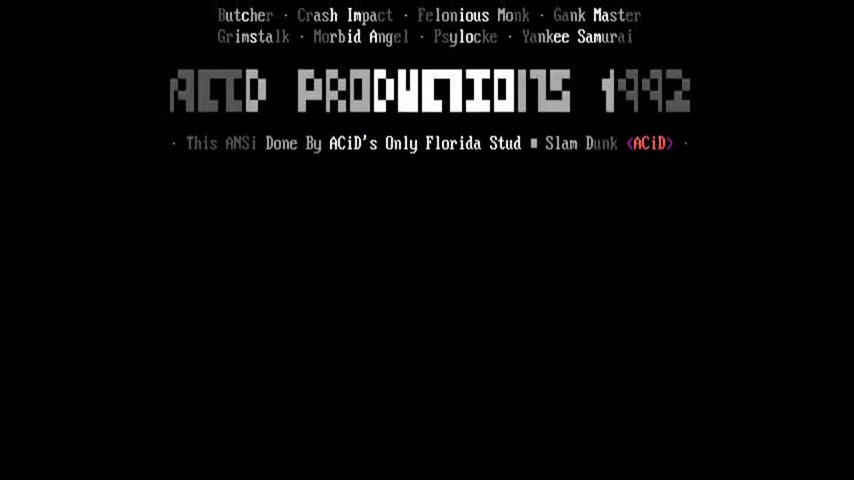 Butcher · Crash Impact · Felonious Monk · Gank Master
Grimstalk · Morbid Angel · Psylocke · Yankee Samurai
ACID PRODUCTIONS 1992
· This ANSi Done By ACiD's Only Florida Stud ■ Slam Dunk <ACiD> ·